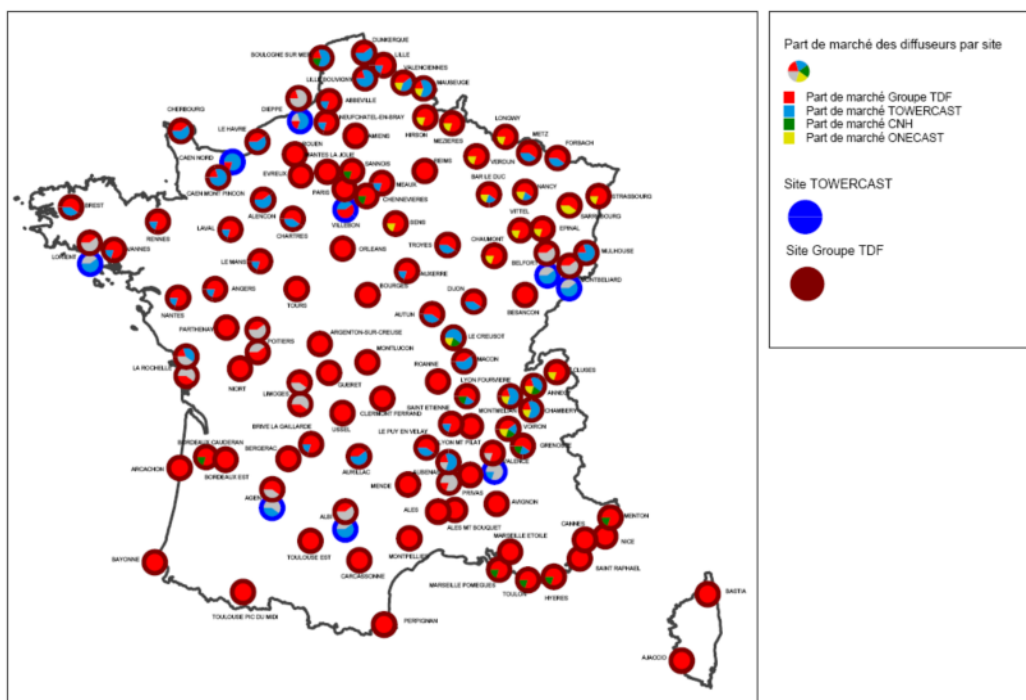 DUNKERQUE
BOULOGNE SUR MER
LILLE
VALENCIENNES
LILLE BOUVIGNY
MAUBEUGE
DIEPPE
ABBEVILLE
CHERBOURG
NEUFCHATEL-EN-BRAY
LONGWY
LE HAVRE
HIRSON
METZ
AMIENS
MEZIERES
FORBACH
ROUEN
CAEN NORD
MANTES LA JOLIE
SANNOIS
REIMS
VERDUN
EVREUX
BAR LE DUC
NANCY
CAEN MONT PINCON
PARIS
MEAUX
STRASBOURG
CHENNEVIERES
VITTEL
SARREBOURG
BREST
ALENCON
VILLEBON
SENS
RENNES
LAVAL
CHARTRES
EPINAL
CHAUMONT
TROYES
MULHOUSE
ORLEANS
LORIENT
VANNES
BELFORT
LE MANS
AUXERRE
MONTBELIARD
BOURGES
DIJON
ANGERS
BESANCON
TOURS
NANTES
AUTUN
PARTHENAY
ARGENTON-SUR-CREUSE
LE CREUSOT
POITIERS
MONTLUCON
MACON
LA ROCHELLE
ROANNE
CLUSES
NIORT
GUERET
LYON FOURVIERE
ANNECY
LIMOGES
SAINT ETIENNE
MONTMELIAN
CHAMBERY
CLERMONT FERRAND
USSEL
BRIVE LA GAILLARDE
LE PUY EN VELAY
VOIRON
BORDEAUX CAUDERAN
BERGERAC
LYON MT PILAT
GRENOBLE
ARCACHON
BORDEAUX EST
AURILLAC
AUBENAS
VALENCE
MENDE
PRIVAS
AGEN
AVIGNON
ALBI
ALES
MENTON
ALES MT BOUQUET
CANNES
MARSEILLE ETOILE
NICE
TOULOUSE EST
MONTPELLIER
BAYONNE
CARCASSONNE
SAINT RAPHAEL
MARSEILLE POMEGUES
TOULON
HYERES
BASTIA
TOULOUSE PIC DU MIDI
PERPIGNAN
AJACCIO
Part de marché des diffuseurs par site
Part de marché Groupe TDF
Part de marché TOWERCAST
Part de marché CNH
Part de marché ONECAST
Site TOWERCAST
Site Groupe TDF